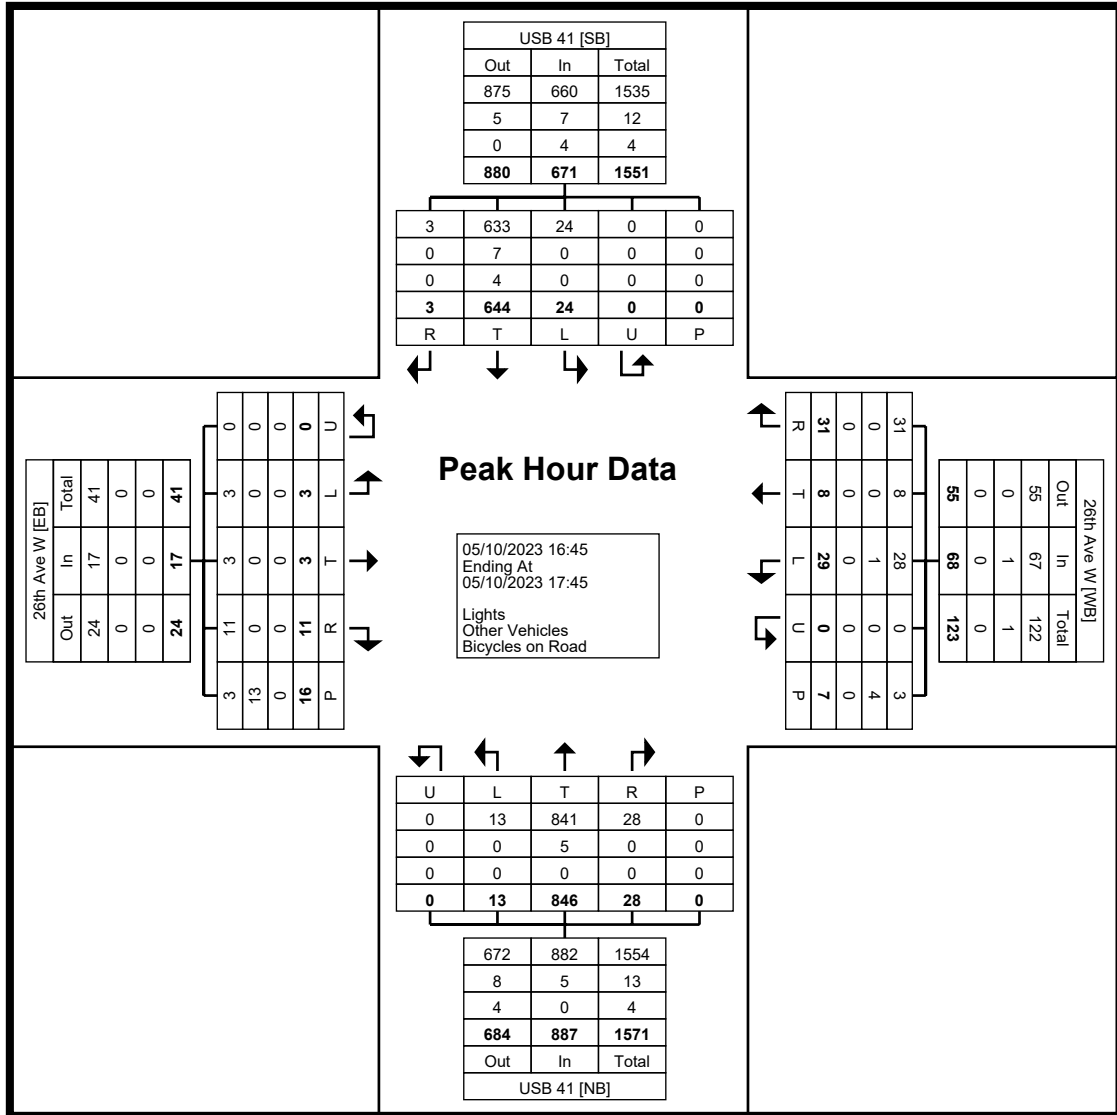 USB 41 [SB]
Out In Total
875 660 1535
5 7 12
0 4 4
880 671 1551
3 633 24 0 0
0 7 0 0 0
0 4 0 0 0
3 644 24 0 0
R T L U P
26th Ave W [EB]
Total In Out
41 17 24
0 0 0
0 0 0
41 17 24
0 3 3 11 3
0 0 0 0 13
0 0 0 0 0
0 3 3 11 16
U L T R P
Peak Hour Data
05/10/2023 16:45
Ending At
05/10/2023 17:45
Lights
Other Vehicles
Bicycles on Road
R T L U P
31 8 29 0 7
0 0 0 0 0
0 0 1 0 4
31 8 28 0 3
55 68 123
0 0 0
0 1 1
55 67 122
Out In Total
26th Ave W [WB]
U L T R P
0 13 841 28 0
0 0 5 0 0
0 0 0 0 0
0 13 846 28 0
672 882 1554
8 5 13
4 0 4
684 887 1571
Out In Total
USB 41 [NB]